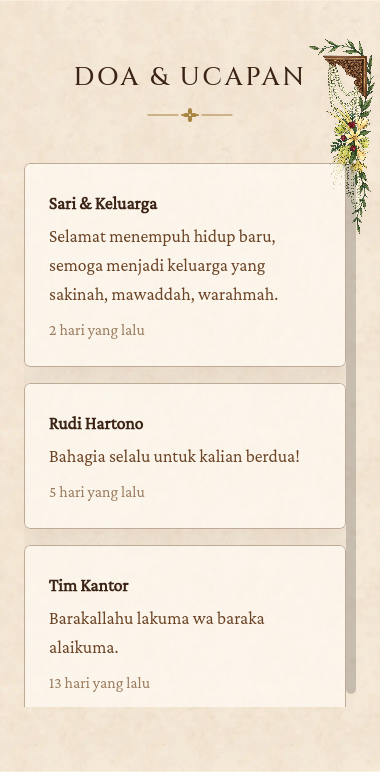 DOA & UCAPAN
Sari & Keluarga
Selamat menempuh hidup baru,
semoga menjadi keluarga yang
sakinah, mawaddah, warahmah.
2 hari yang lalu
Rudi Hartono
Bahagia selalu untuk kalian berdua!
5 hari yang lalu
Tim Kantor
Barakallahu lakuma wa baraka
alaikuma.
13 hari yang lalu